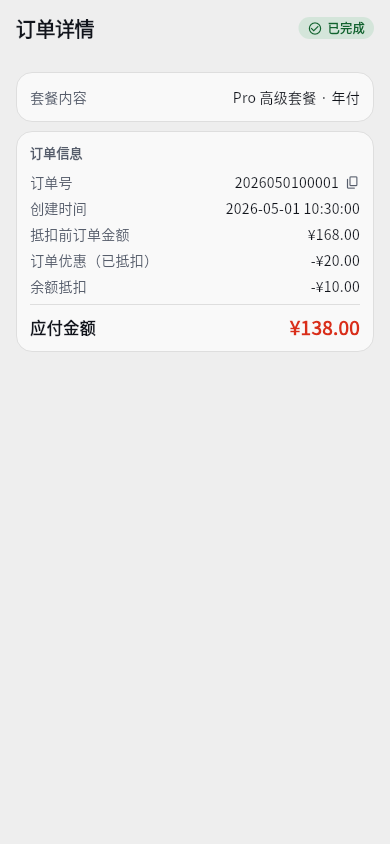 订单详情
已完成
套餐内容 Pro 高级套餐 · 年付
订单信息
订单号 2026050100001
创建时间 2026-05-01 10:30:00
抵扣前订单金额 ¥168.00
订单优惠（已抵扣） -¥20.00
余额抵扣 -¥10.00
应付金额 ¥138.00